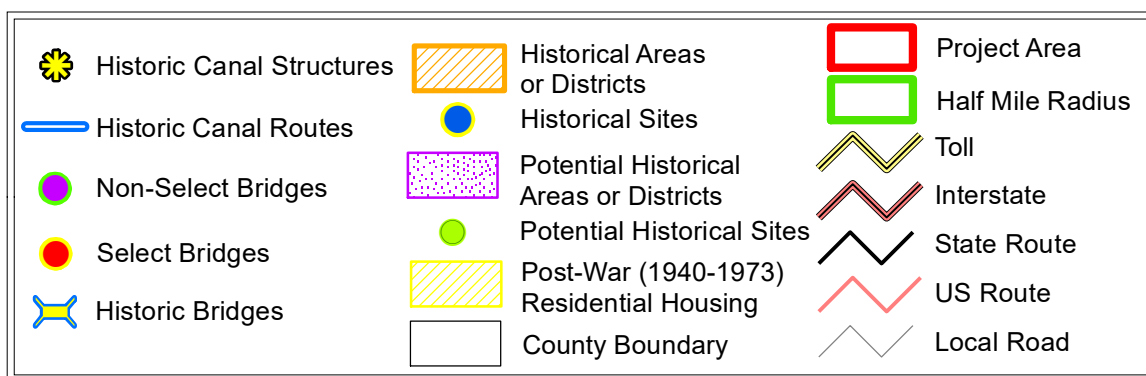 Historic Canal Structures
Historic Canal Routes
Non-Select Bridges
Select Bridges
Historic Bridges
Historical Areas
or Districts
Historical Sites
Potential Historical
Areas or Districts
Potential Historical Sites
Post-War (1940-1973)
Residential Housing
County Boundary
Project Area
Half Mile Radius
Toll
Interstate
State Route
US Route
Local Road